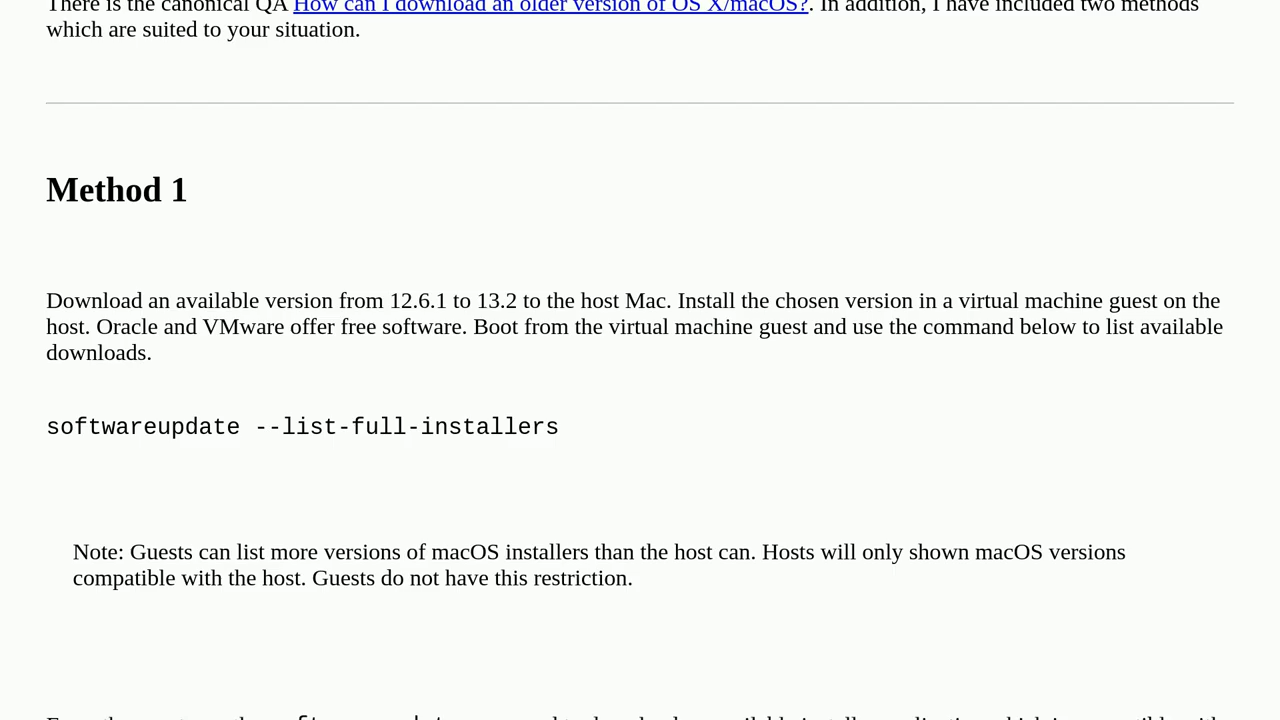 There is the canonical QA How can I download an older version of OS X/macOS?. In addition, I have included two methods
which are suited to your situation.
Method 1
Download an available version from 12.6.1 to 13.2 to the host Mac. Install the chosen version in a virtual machine guest on the
host. Oracle and VMware offer free software. Boot from the virtual machine guest and use the command below to list available
downloads.
softwareupdate --list-full-installers
Note: Guests can list more versions of macOS installers than the host can. Hosts will only shown macOS versions
compatible with the host. Guests do not have this restriction.